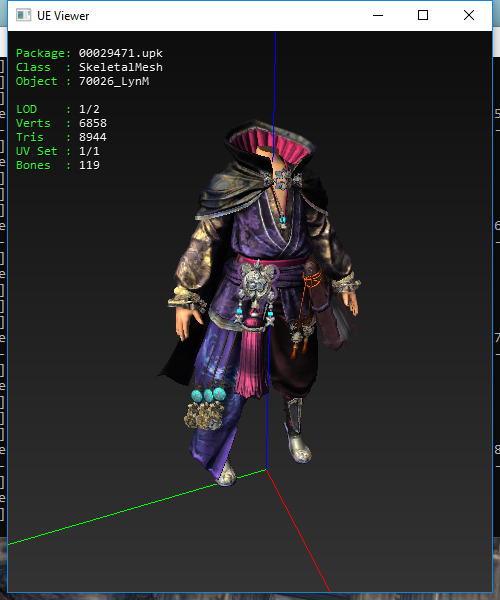 UE Viewer
Package: 00029471.upk
Class : SkeletalMesh
Object : 70026_LynM
LOD : 1/2
Verts : 6858
Tris : 8944
UV Set : 1/1
Bones : 119